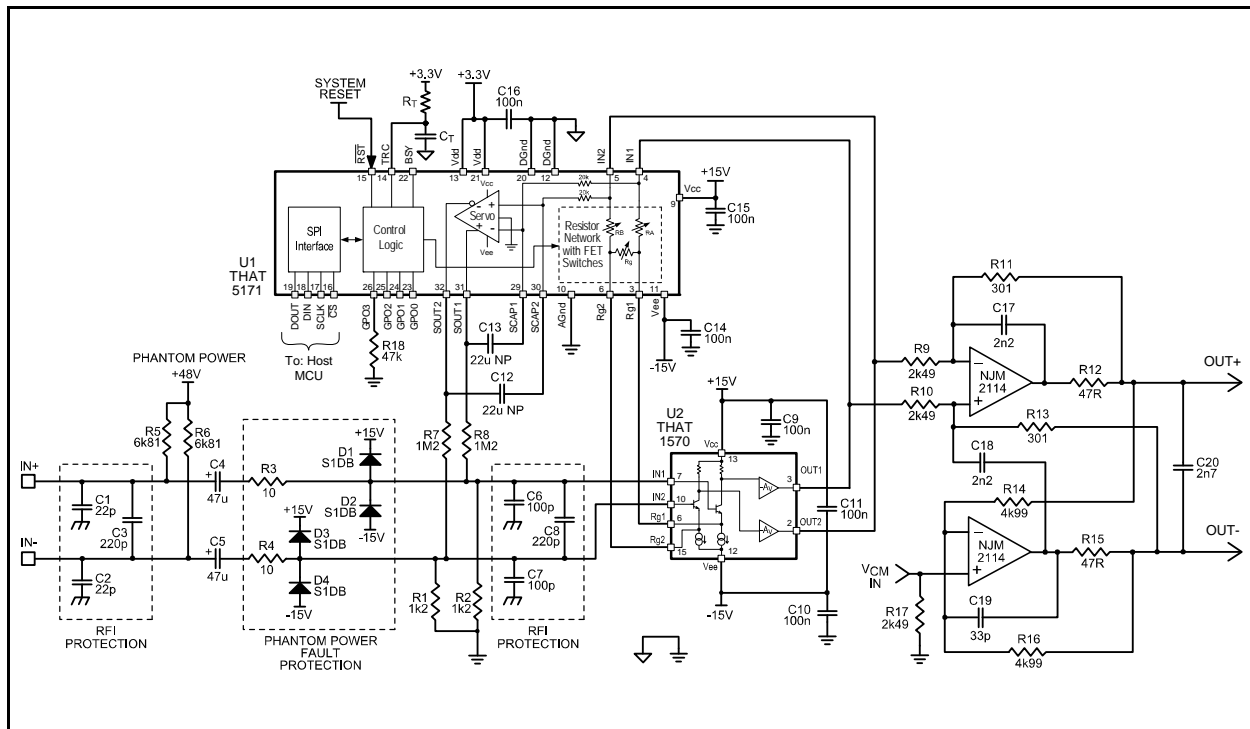 SYSTEM
RESET
+3.3V
RT
CT
+3.3V
C16
100n
RST
TRC
BSY
Vdd
Vdd
DGnd
DGnd
IN2
IN1
15
14
22
13
21
20
12
5
4
Vcc
9
+15V
C15
100n
SPI
Interface
Control
Logic
Vcc
Servo
Vee
20k
20k
Resistor
Network
with FET
Switches
RB
RA
Rg
U1
THAT
5171
19
18
17
16
26
25
24
23
32
31
29
30
10
6
3
11
DOUT
DIN
SCLK
CS
GPO3
GPO2
GPO1
GPO0
SOUT2
SOUT1
SCAP1
SCAP2
AGnd
Rg2
Rg1
Vee
To: Host
MCU
R18
47k
C13
22u NP
C12
22u NP
C14
100n
-15V
PHANTOM POWER
+48V
R5
6k81
R6
6k81
R7
1M2
R8
1M2
IN+
IN-
C1
22p
C3
220p
C2
22p
RFI
PROTECTION
+
C4
47u
+
C5
47u
R3
10
R4
10
+15V
D1
S1DB
D2
S1DB
-15V
+15V
D3
S1DB
D4
S1DB
-15V
PHANTOM POWER
FAULT
PROTECTION
R1
1k2
R2
1k2
C6
100p
C8
220p
C7
100p
RFI
PROTECTION
U2
THAT
1570
+15V
C9
100n
Vcc
13
IN1
7
IN2
10
Rg1
6
Rg2
15
-AV
-AV
OUT1
3
OUT2
2
12
Vee
-15V
C11
100n
C10
100n
R11
301
C17
2n2
R9
2k49
R10
2k49
NJM
2114
R12
47R
R13
301
C18
2n2
R14
4k99
NJM
2114
R15
47R
VCM
IN
R17
2k49
C19
33p
R16
4k99
C20
2n7
OUT+
OUT-